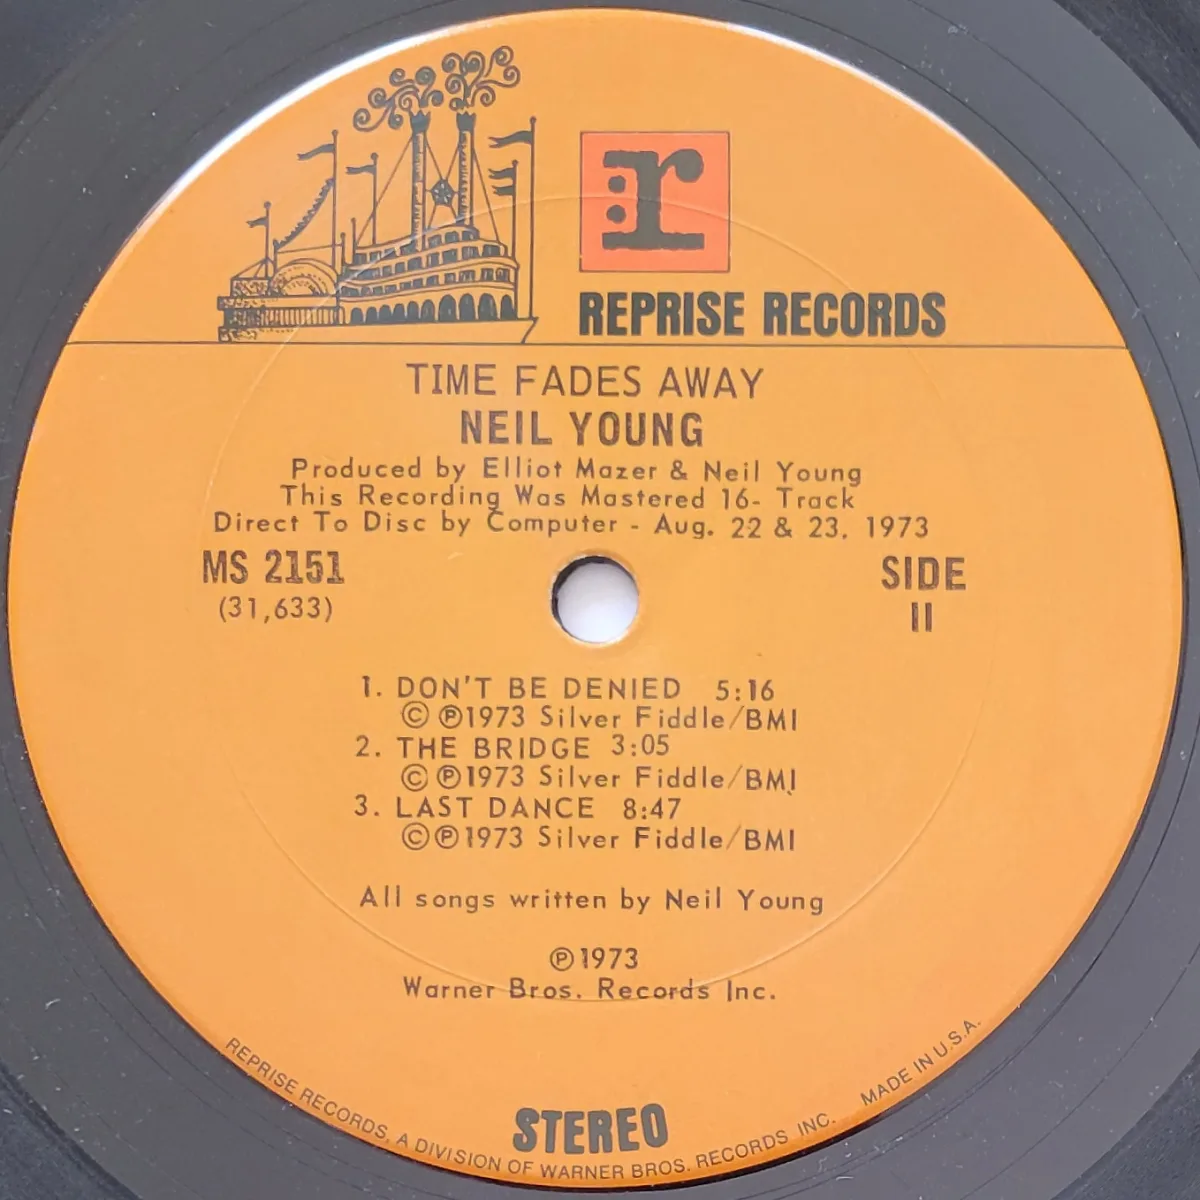 r:
REPRISE RECORDS
TIME FADES AWAY
NEIL YOUNG
Produced by Elliot Mazer & Neil Young
This Recording Was Mastered 16- Track
Direct To Disc by Computer - Aug. 22 & 23, 1973
MS 2151
(31,633)
SIDE
II
1. DON'T BE DENIED 5:16
© ℗1973 Silver Fiddle/BMI
2. THE BRIDGE 3:05
© ℗1973 Silver Fiddle/BMI
3. LAST DANCE 8:47
© ℗1973 Silver Fiddle/BMI
All songs written by Neil Young
℗1973
Warner Bros. Records Inc.
STEREO
REPRISE RECORDS, A DIVISION OF WARNER BROS. RECORDS INC. MADE IN U.S.A.